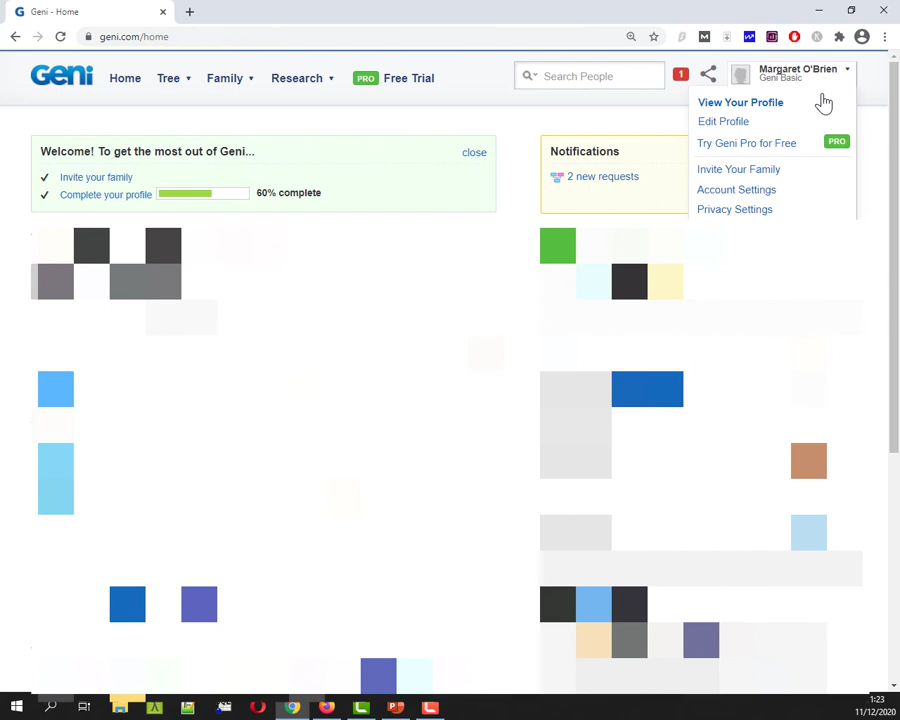 Geni - Home
geni.com/home
Geni Home Tree Family Research PRO Free Trial Search People 1 Margaret O'Brien
Geni Basic
View Your Profile
Edit Profile
Try Geni Pro for Free PRO
Invite Your Family
Account Settings
Privacy Settings
Welcome! To get the most out of Geni... close
Invite your family
Complete your profile 60% complete
Notifications
2 new requests
1:23
11/12/2020